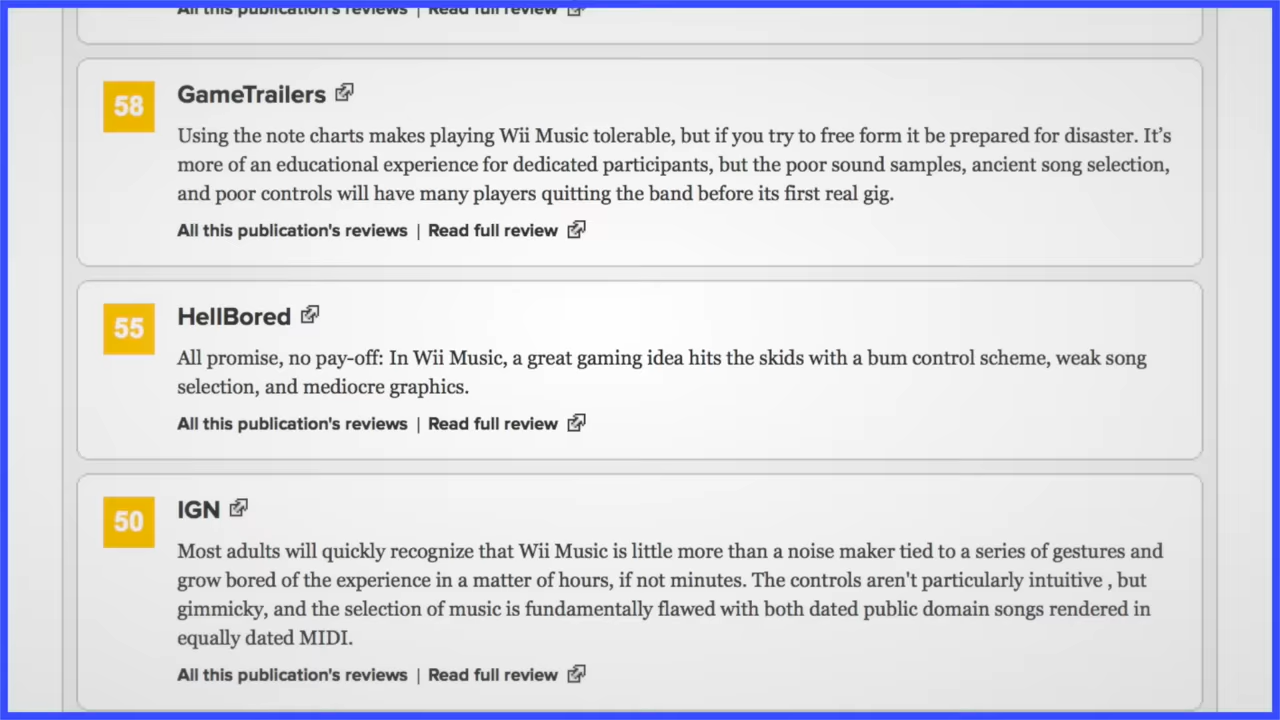 All this publication's reviews | Read full review
58
GameTrailers
Using the note charts makes playing Wii Music tolerable, but if you try to free form it be prepared for disaster. It’s
more of an educational experience for dedicated participants, but the poor sound samples, ancient song selection,
and poor controls will have many players quitting the band before its first real gig.
All this publication's reviews | Read full review
55
HellBored
All promise, no pay-off: In Wii Music, a great gaming idea hits the skids with a bum control scheme, weak song
selection, and mediocre graphics.
All this publication's reviews | Read full review
50
IGN
Most adults will quickly recognize that Wii Music is little more than a noise maker tied to a series of gestures and
grow bored of the experience in a matter of hours, if not minutes. The controls aren't particularly intuitive , but
gimmicky, and the selection of music is fundamentally flawed with both dated public domain songs rendered in
equally dated MIDI.
All this publication's reviews | Read full review